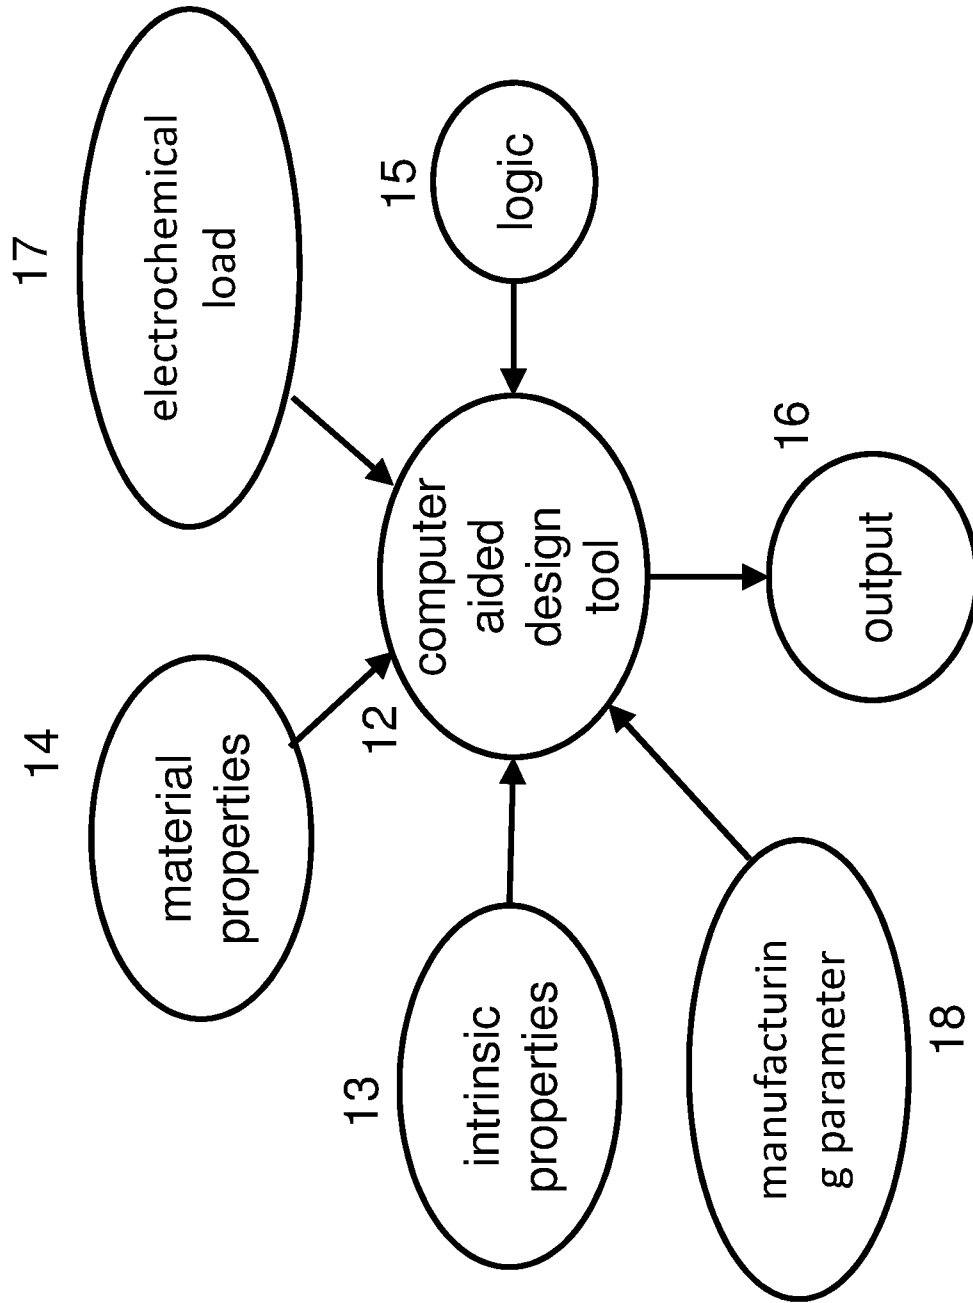 14
material
properties
17
electrochemical
load
13
intrinsic
properties
12
computer
aided
design
tool
15
logic
manufacturin
g parameter
18
16
output